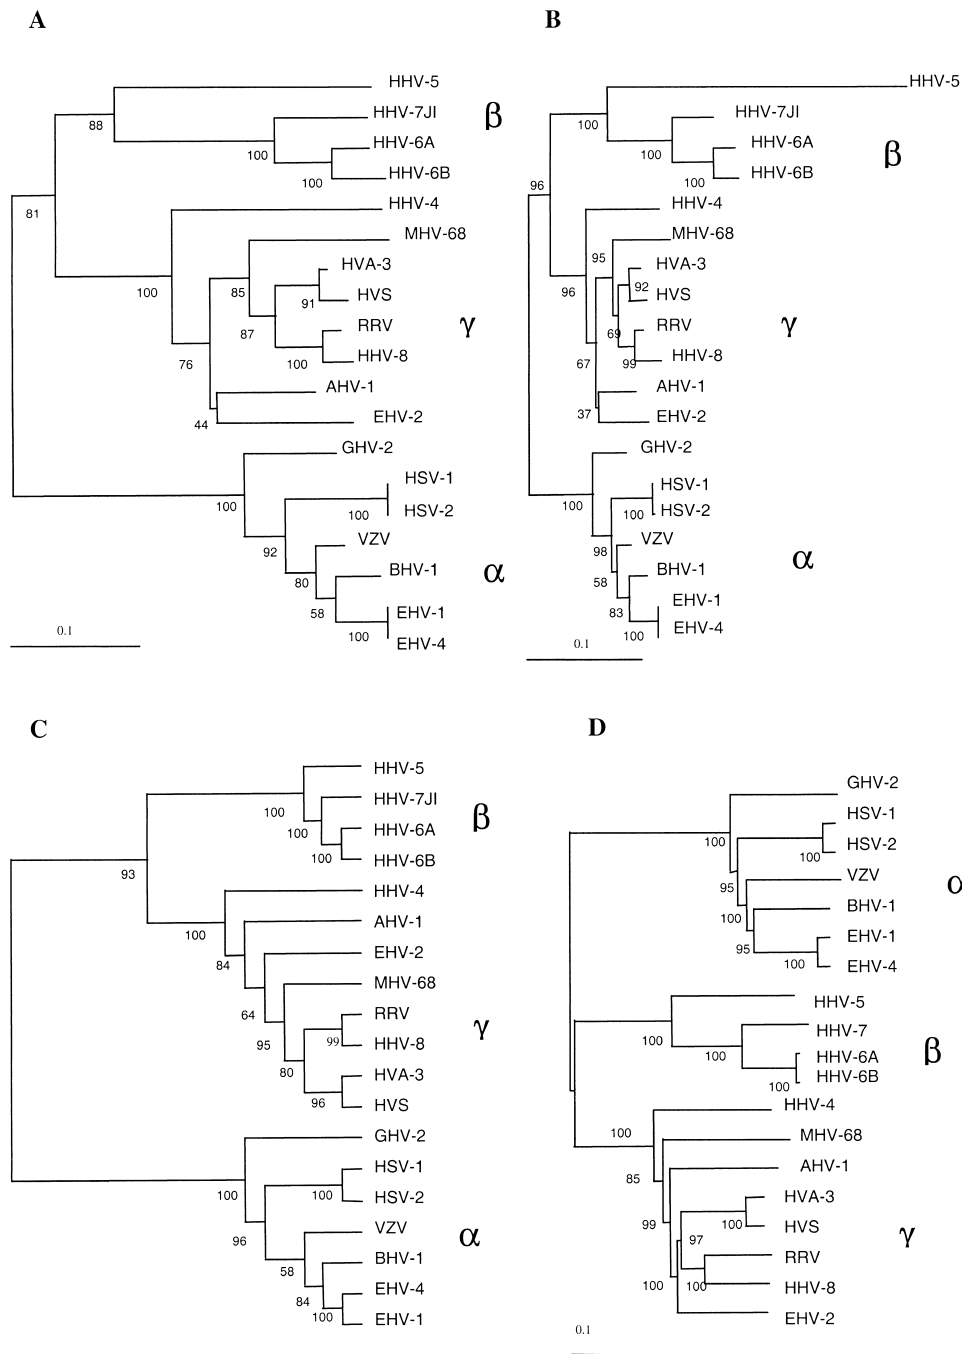 A
HHV-5
HHV-7JI
β
88
HHV-6A
100
HHV-6B
100
HHV-4
81
MHV-68
HVA-3
100
85
HVS
91
RRV
γ
87
HHV-8
76
100
AHV-1
EHV-2
44
GHV-2
HSV-1
100
100
HSV-2
VZV
92
BHV-1
α
80
EHV-1
58
100
EHV-4
0.1
B
HHV-5
HHV-7JI
100
HHV-6A
β
100
HHV-6B
100
96
HHV-4
MHV-68
95
HVA-3
92
96
HVS
RRV
γ
69
HHV-8
67
99
AHV-1
37
EHV-2
GHV-2
HSV-1
100
100
HSV-2
VZV
98
BHV-1
α
58
EHV-1
83
100
EHV-4
0.1
C
HHV-5
HHV-7JI
100
β
100
HHV-6A
100
HHV-6B
93
HHV-4
AHV-1
100
EHV-2
84
MHV-68
RRV
64
γ
99
HHV-8
95
80
HVA-3
96
HVS
GHV-2
HSV-1
100
100
HSV-2
VZV
96
α
BHV-1
58
EHV-4
84
100
EHV-1
D
GHV-2
HSV-1
100
HSV-2
100
VZV
95
α
BHV-1
100
EHV-1
95
100
EHV-4
HHV-5
HHV-7
100
β
100
HHV-6A
HHV-6B
100
HHV-4
100
MHV-68
AHV-1
85
HVA-3
99
100
HVS
97
γ
RRV
100
100
HHV-8
EHV-2
0.1